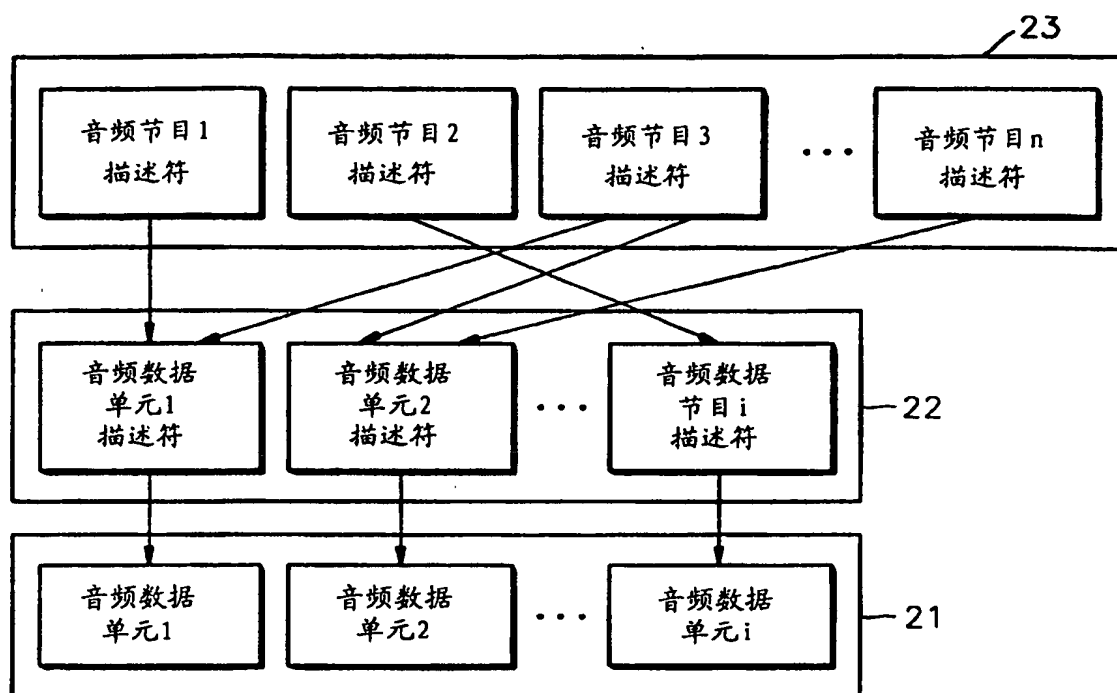 23
音频节目1
描述符
音频节目2
描述符
音频节目3
描述符
...
音频节目n
描述符
音频数据
单元1
描述符
音频数据
单元2
描述符
...
音频数据
节目i
描述符
22
音频数据
单元1
音频数据
单元2
...
音频数据
单元i
21